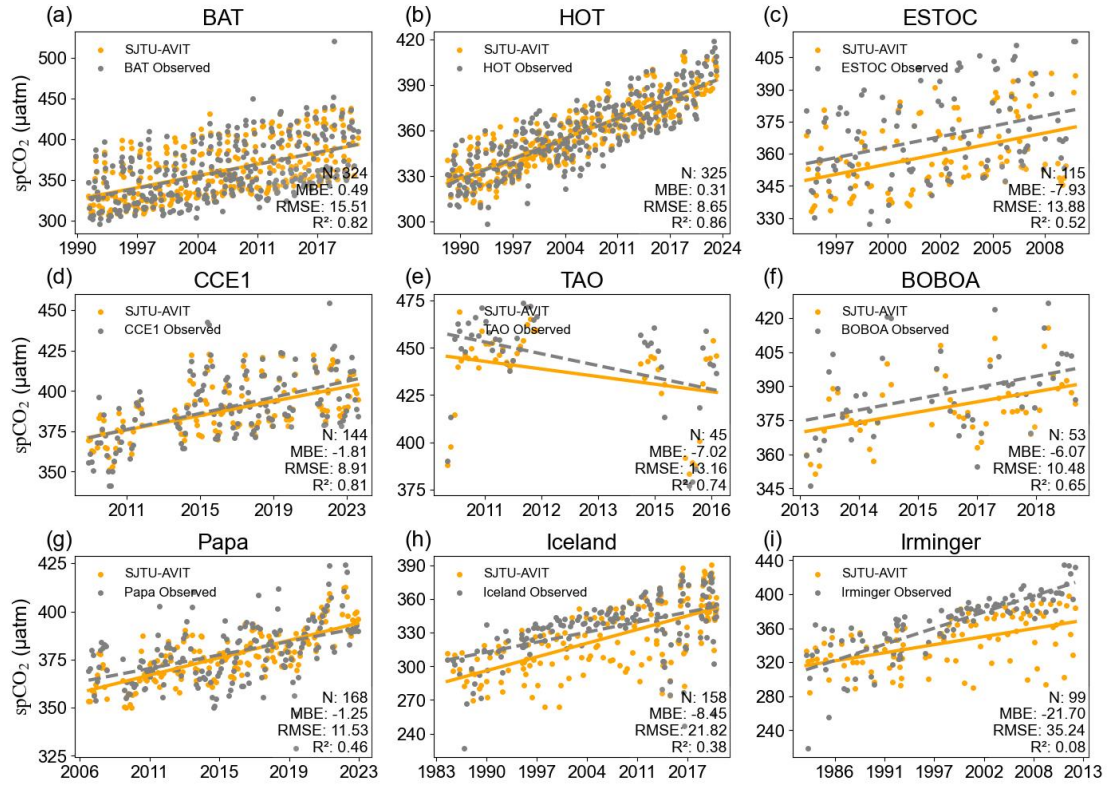 (a) BAT
spCO₂ (µatm)
500
450
400
350
300
SJTU-AVIT
BAT Observed
N: 324
MBE: 0.49
RMSE: 15.51
R²: 0.82
1990 1997 2004 2011 2017
(b) HOT
420
390
360
330
300
SJTU-AVIT
HOT Observed
N: 325
MBE: 0.31
RMSE: 8.65
R²: 0.86
1988 1993 1999 2004 2011 2017 2024
(c) ESTOC
405
390
375
360
345
330
SJTU-AVIT
ESTOC Observed
N: 115
MBE: -7.93
RMSE: 13.88
R²: 0.52
1997 2000 2002 2005 2008
(d) CCE1
spCO₂ (µatm)
450
425
400
375
350
SJTU-AVIT
CCE1 Observed
N: 144
MBE: -1.81
RMSE: 8.91
R²: 0.81
2011 2015 2019 2023
(e) TAO
475
450
425
400
375
SJTU-AVIT
TAO Observed
N: 45
MBE: -7.02
RMSE: 13.16
R²: 0.74
2011 2012 2014 2015 2016
(f) BOBOA
420
405
390
375
360
345
SJTU-AVIT
BOBOA Observed
N: 53
MBE: -6.07
RMSE: 10.48
R²: 0.65
2013 2014 2015 2017 2018
(g) Papa
spCO₂ (µatm)
425
400
375
350
325
SJTU-AVIT
Papa Observed
N: 168
MBE: -1.25
RMSE: 11.53
R²: 0.46
2006 2011 2015 2019 2023
(h) Iceland
390
360
330
300
270
240
SJTU-AVIT
Iceland Observed
N: 158
MBE: -8.45
RMSE: 21.82
R²: 0.38
1983 1990 1997 2004 2011 2017
(i) Irminger
440
400
360
320
280
240
SJTU-AVIT
Irminger Observed
N: 99
MBE: -21.70
RMSE: 35.24
R²: 0.08
1986 1991 1997 2002 2008 2013